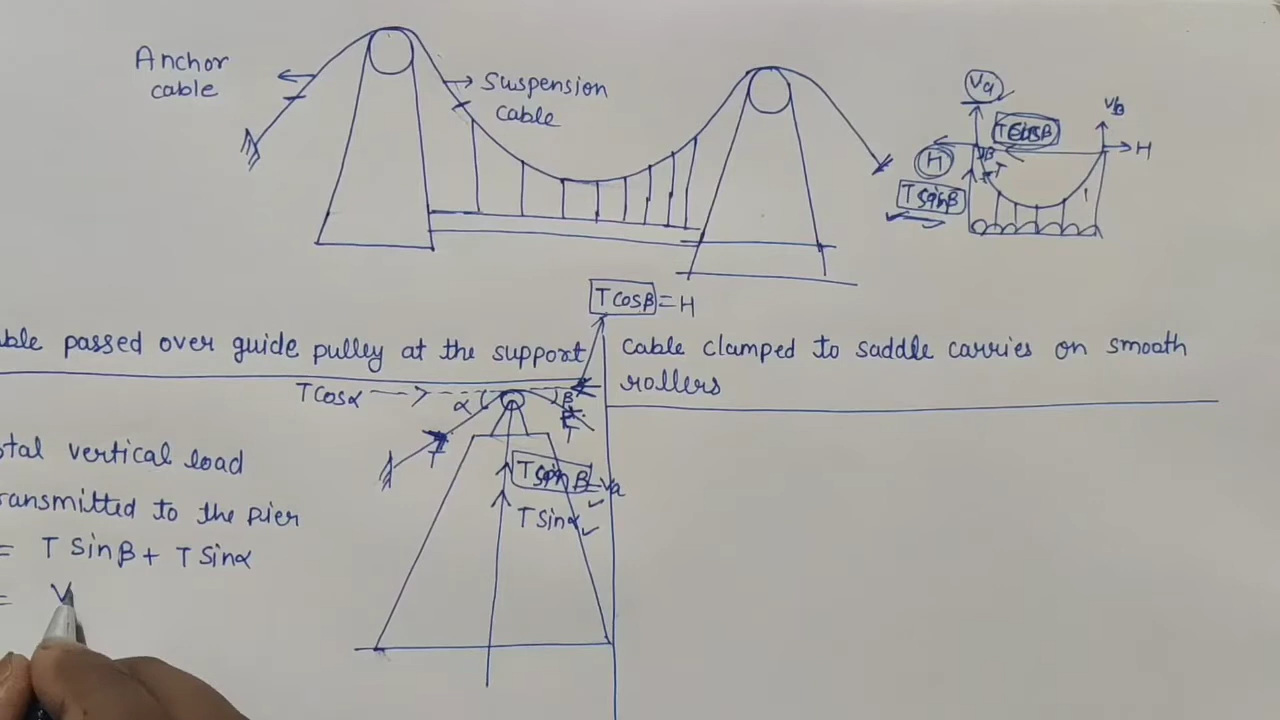 Anchor
cable
Suspension
cable
Va
VB
TCosβ
H
H
β
T
TSinβ
TCosβ = H
ble passed over guide pulley at the support
cable clamped to saddle carries on smooth
rollers
TCosα
α
β
T
T
otal vertical load
ransmitted to the pier
= T Sinβ + T Sinα
= V
TSinβ = Va
TSinα